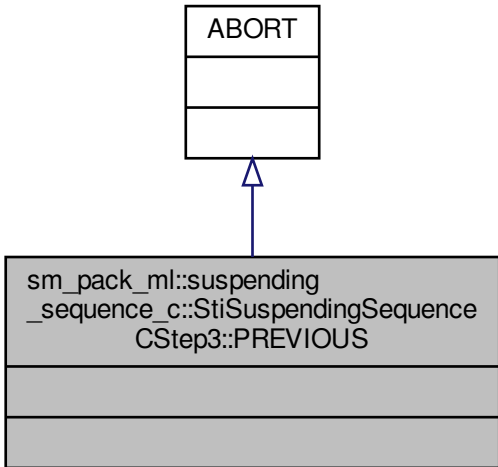 ABORT
sm_pack_ml::suspending
_sequence_c::StiSuspendingSequence
CStep3::PREVIOUS